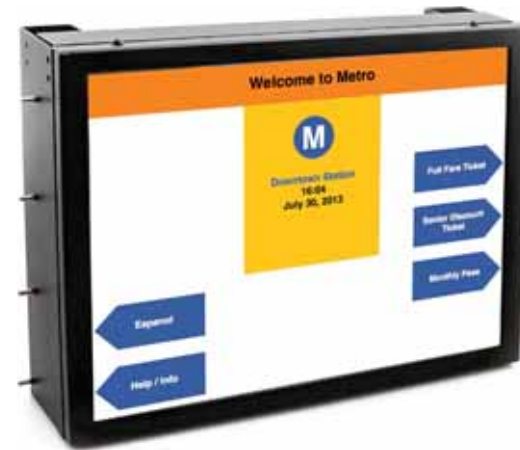 Welcome to Metro
M
Downtown Station
16:04
July 30, 2013
Full Fare Ticket
Senior Discount
Ticket
Monthly Pass
Espanol
Help / Info